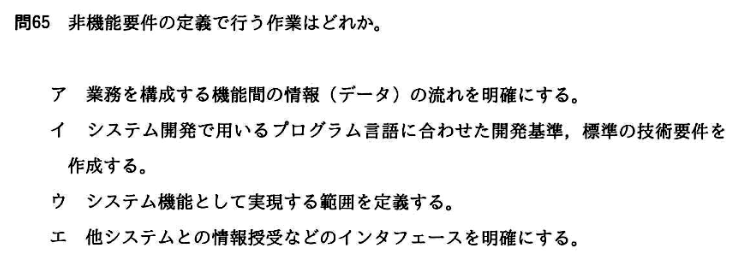 問65　非機能要件の定義で行う作業はどれか。
ア　業務を構成する機能間の情報（データ）の流れを明確にする。
イ　システム開発で用いるプログラム言語に合わせた開発基準，標準の技術要件を
作成する。
ウ　システム機能として実現する範囲を定義する。
エ　他システムとの情報授受などのインタフェースを明確にする。